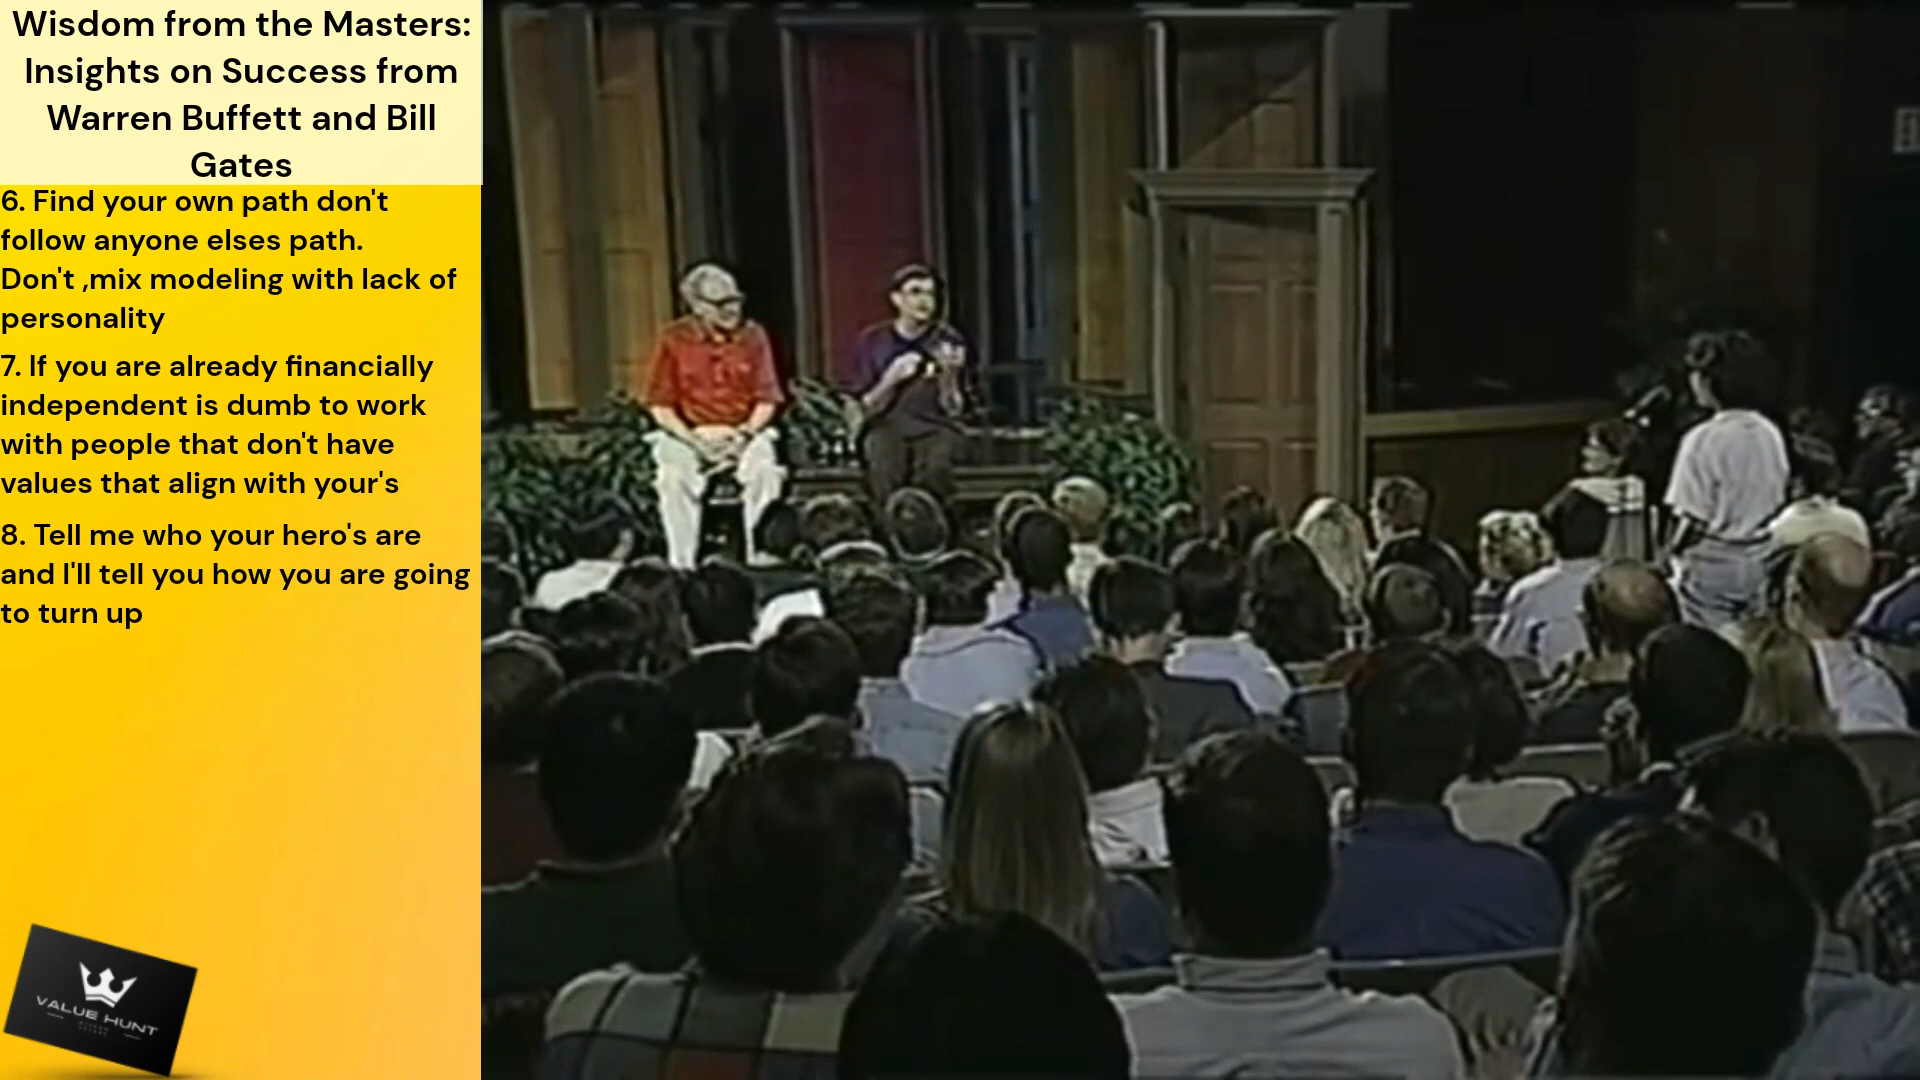 Wisdom from the Masters:
Insights on Success from
Warren Buffett and Bill
Gates
6. Find your own path don't
follow anyone elses path.
Don't ,mix modeling with lack of
personality
7. If you are already financially
independent is dumb to work
with people that don't have
values that align with your's
8. Tell me who your hero's are
and I'll tell you how you are going
to turn up
VALUE HUNT